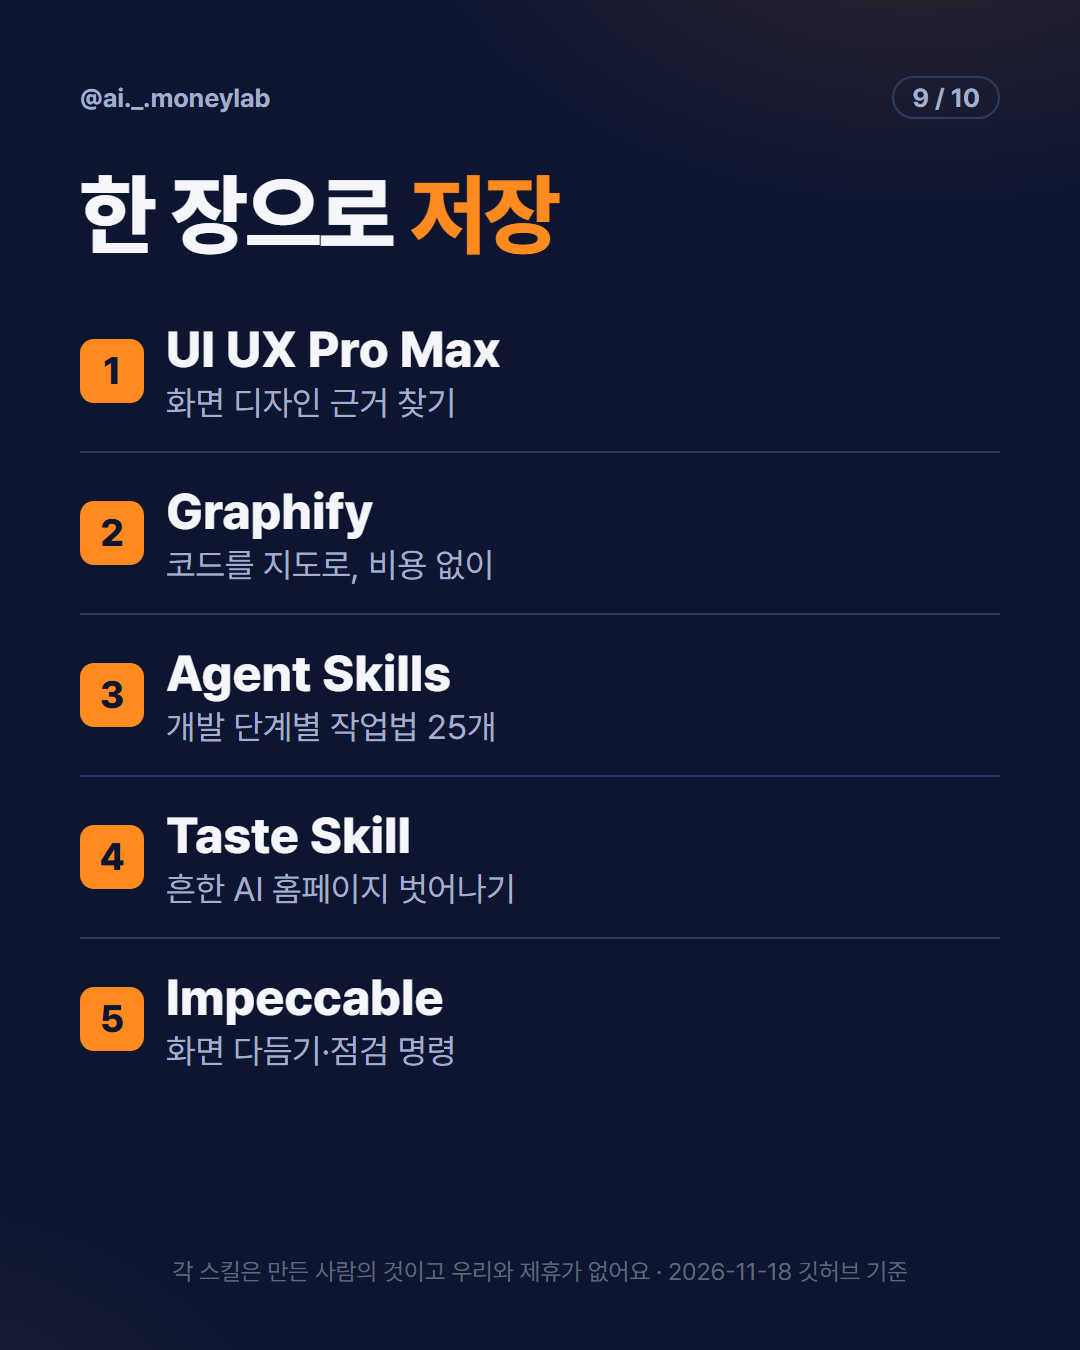 @ai._.moneylab
9 / 10
한 장으로 저장
1
UI UX Pro Max
화면 디자인 근거 찾기
2
Graphify
코드를 지도로, 비용 없이
3
Agent Skills
개발 단계별 작업법 25개
4
Taste Skill
흔한 AI 홈페이지 벗어나기
5
Impeccable
화면 다듬기·점검 명령
각 스킬은 만든 사람의 것이고 우리와 제휴가 없어요 · 2026-11-18 깃허브 기준